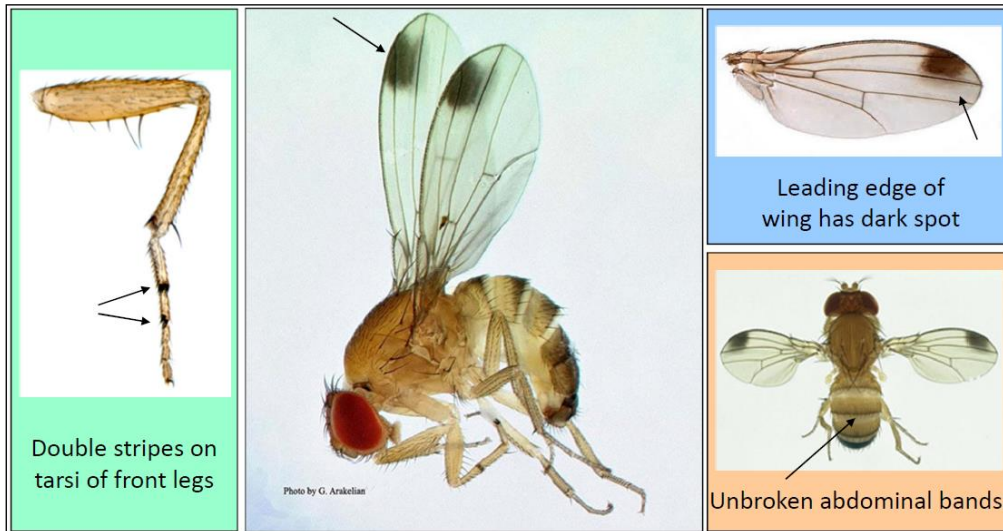 Double stripes on
tarsi of front legs
Photo by G. Arakelian
Leading edge of
wing has dark spot
Unbroken abdominal bands